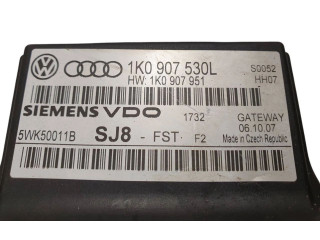 1K0 907 530L
S0052
HW: 1K0 907 951
HH07
SIEMENS VDO
1732
GATEWAY
5WK50011B
SJ8 - FST· F2
06.10.07
Made in Czech Republic